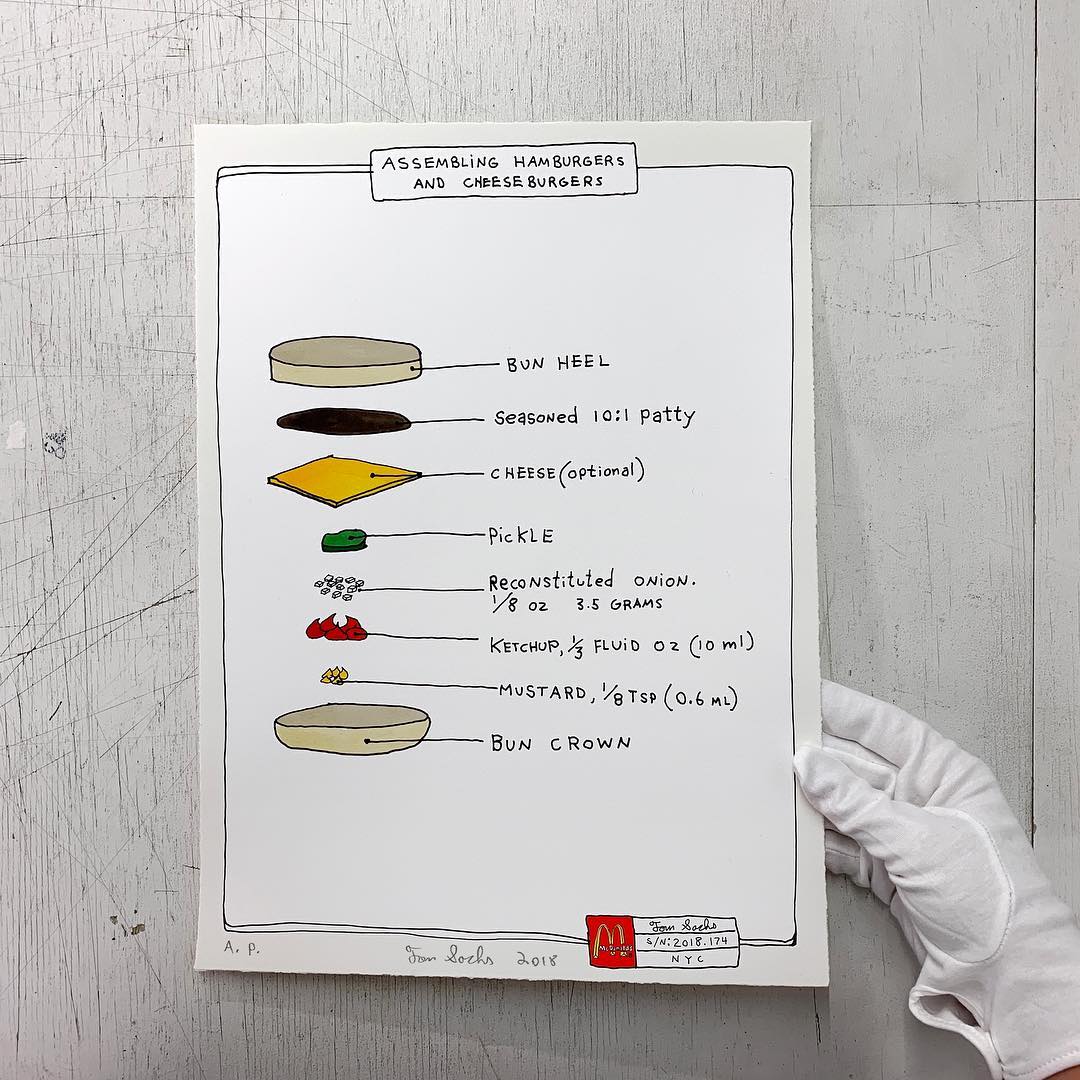 ASSEMBLING HAMBURGERS
AND CHEESEBURGERS
BUN HEEL
Seasoned 10:1 patty
CHEESE (optional)
PICKLE
Reconstituted ONION.
1/8 OZ 3.5 GRAMS
KETCHUP, 1/3 FLUID OZ (10 ml)
MUSTARD, 1/8 TSP (0.6 ML)
BUN CROWN
A. P.
Tom Sachs 2018
McDonalds
Tom Sachs
S/N: 2018.174
NYC